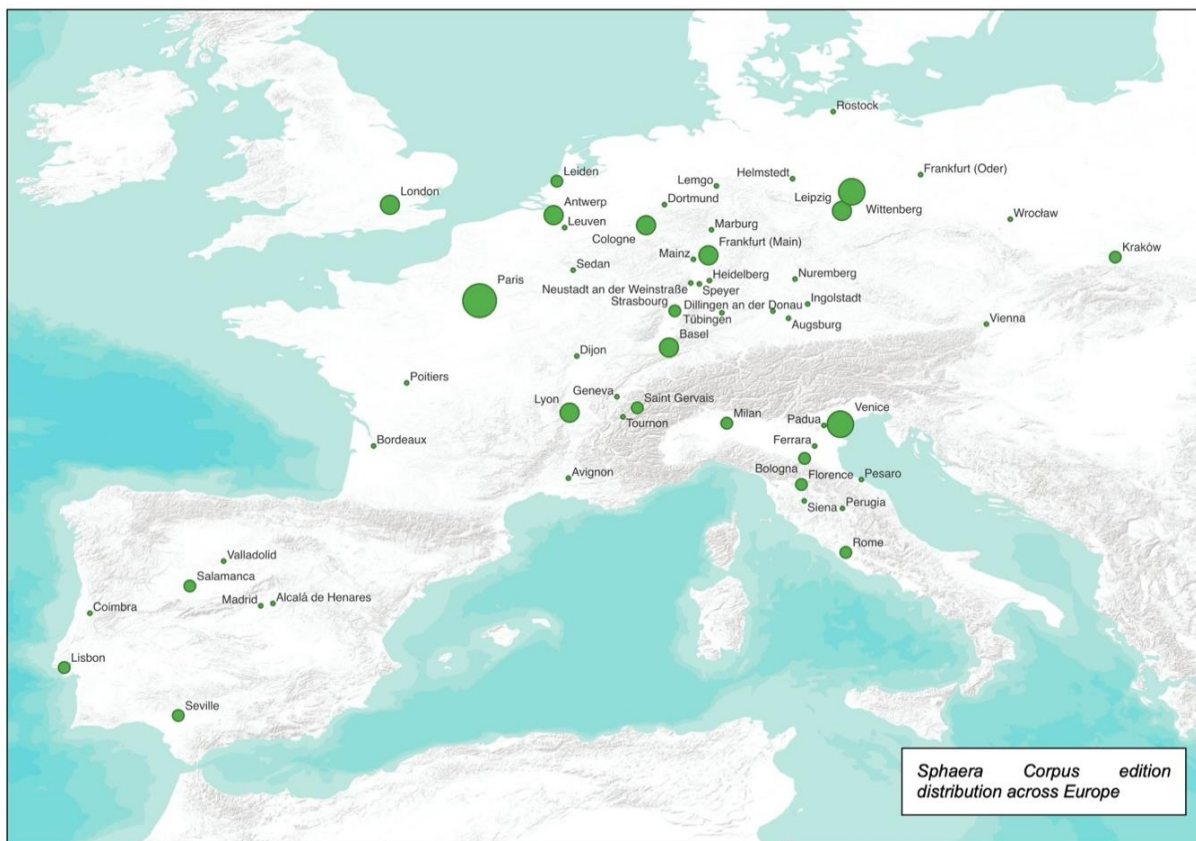 Rostock
Leiden
Lemgo
Helmstedt
Frankfurt (Oder)
London
Antwerp
Dortmund
Leipzig
Wittenberg
Leuven
Cologne
Marburg
Wrocław
Frankfurt (Main)
Mainz
Kraków
Sedan
Paris
Heidelberg
Nuremberg
Neustadt an der Weinstraße
Speyer
Strasbourg
Dillingen an der Donau
Ingolstadt
Tübingen
Augsburg
Vienna
Basel
Dijon
Poitiers
Geneva
Lyon
Saint Gervais
Tournon
Milan
Padua
Venice
Bordeaux
Ferrara
Avignon
Bologna
Florence
Pesaro
Siena
Perugia
Rome
Valladolid
Salamanca
Madrid
Alcalá de Henares
Coimbra
Lisbon
Seville
Sphaera Corpus edition
distribution across Europe